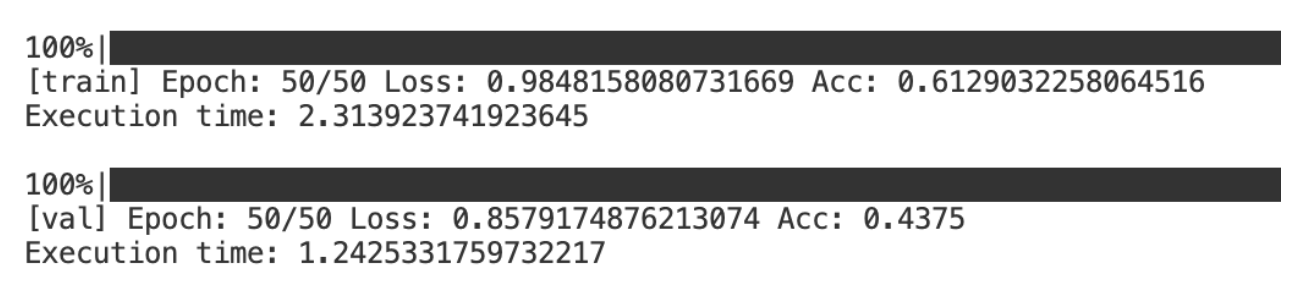 100%|
[train] Epoch: 50/50 Loss: 0.9848158080731669 Acc: 0.6129032258064516
Execution time: 2.313923741923645
100%|
[val] Epoch: 50/50 Loss: 0.8579174876213074 Acc: 0.4375
Execution time: 1.2425331759732217